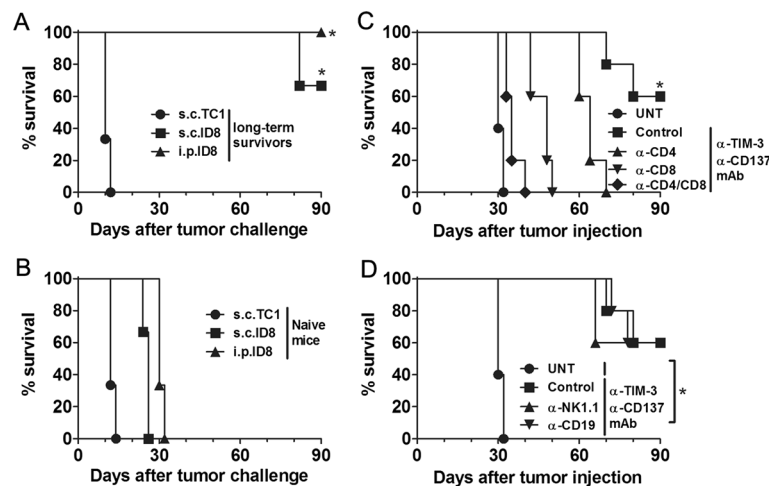 A
% survival
100
80
60
40
20
0
0 30 60 90
Days after tumor challenge
*
*
s.c.TC1
s.c.ID8
i.p.ID8
long-term
survivors
B
% survival
100
80
60
40
20
0
0 30 60 90
Days after tumor challenge
s.c.TC1
s.c.ID8
i.p.ID8
Naive
mice
C
% survival
100
80
60
40
20
0
0 30 60 90
Days after tumor injection
*
UNT
Control
α-CD4
α-CD8
α-CD4/CD8
α-TIM-3
α-CD137
mAb
D
% survival
100
80
60
40
20
0
0 30 60 90
Days after tumor injection
UNT
Control
α-NK1.1
α-CD19
α-TIM-3
α-CD137
mAb
*